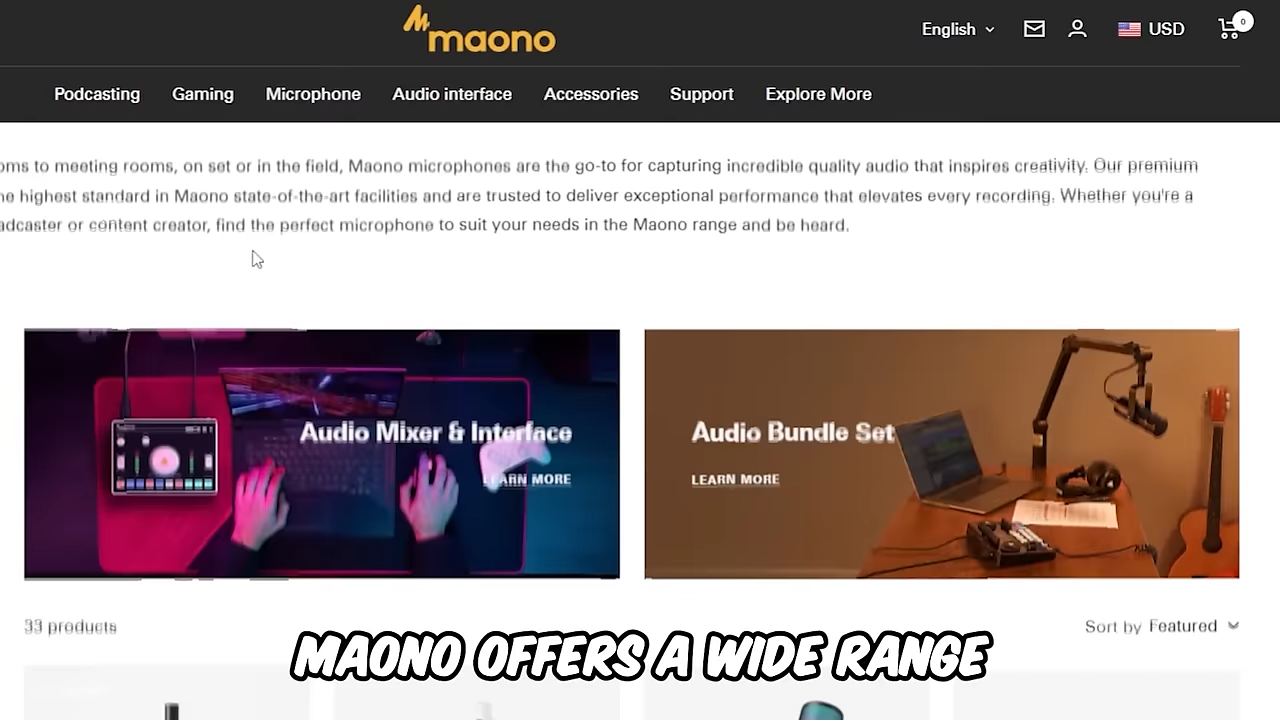 maono
English
USD
0
Podcasting Gaming Microphone Audio interface Accessories Support Explore More
to meeting rooms, on set or in the field, Maono microphones are the go-to for capturing incredible quality audio that inspires creativity. Our premium
highest standard in Maono state-of-the-art facilities and are trusted to deliver exceptional performance that elevates every recording. Whether you're a
or content creator, find the perfect microphone to suit your needs in the Maono range and be heard.
Audio Mixer & Interface
LEARN MORE
Audio Bundle Set
LEARN MORE
33 products
Sort by Featured
MAONO OFFERS A WIDE RANGE